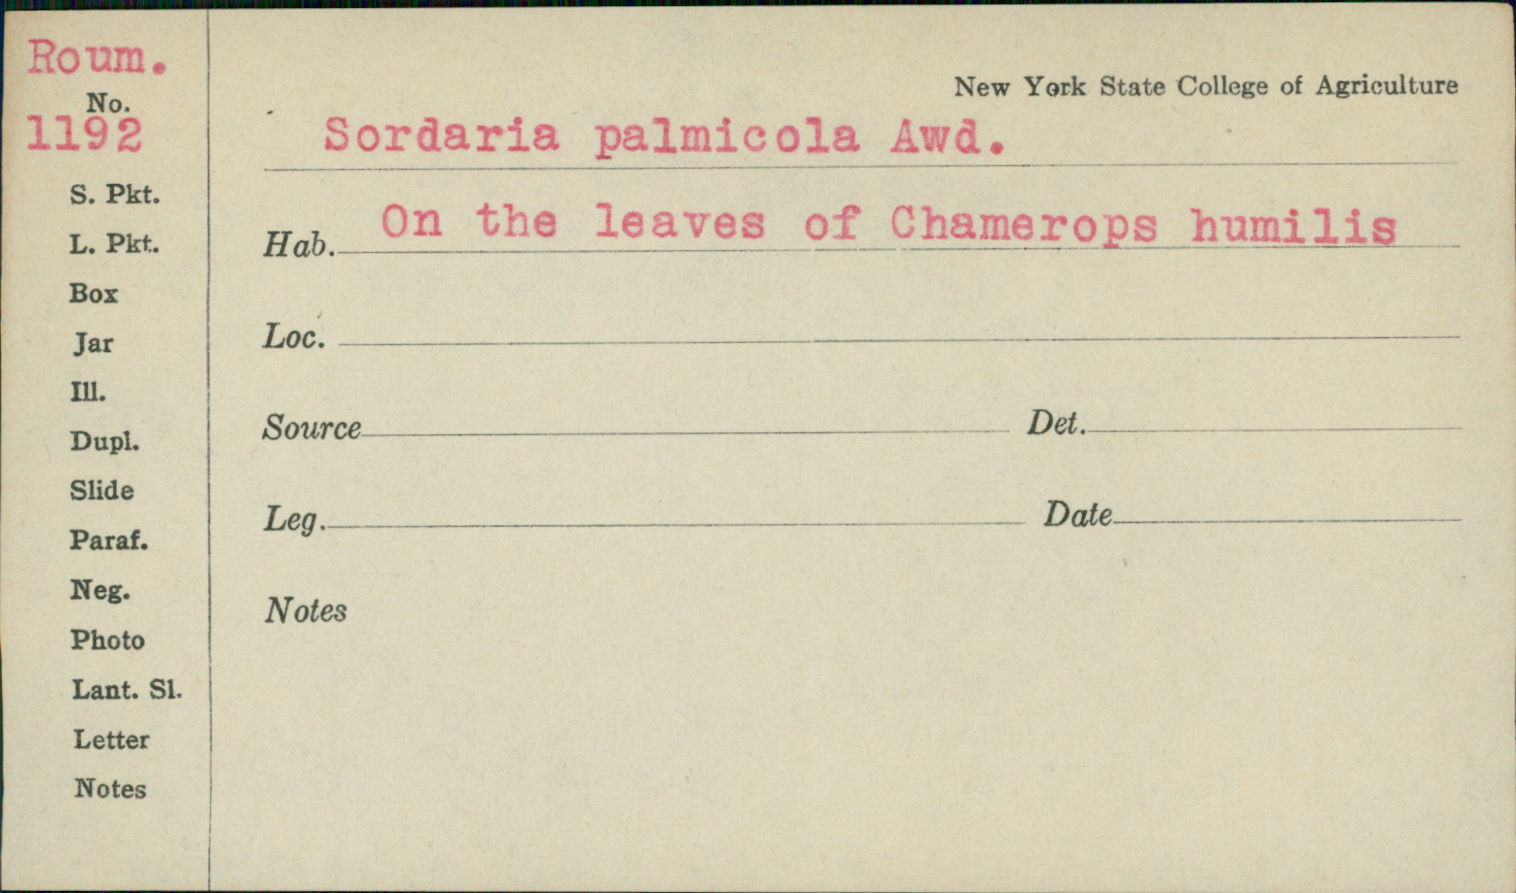 Roum.
No.
1192
S. Pkt.
L. Pkt.
Box
Jar
Ill.
Dupl.
Slide
Paraf.
Neg.
Photo
Lant. Sl.
Letter
Notes
New York State College of Agriculture
Sordaria palmicola Awd.
Hab. On the leaves of Chamerops humilis
Loc.
Source Det.
Leg. Date
Notes